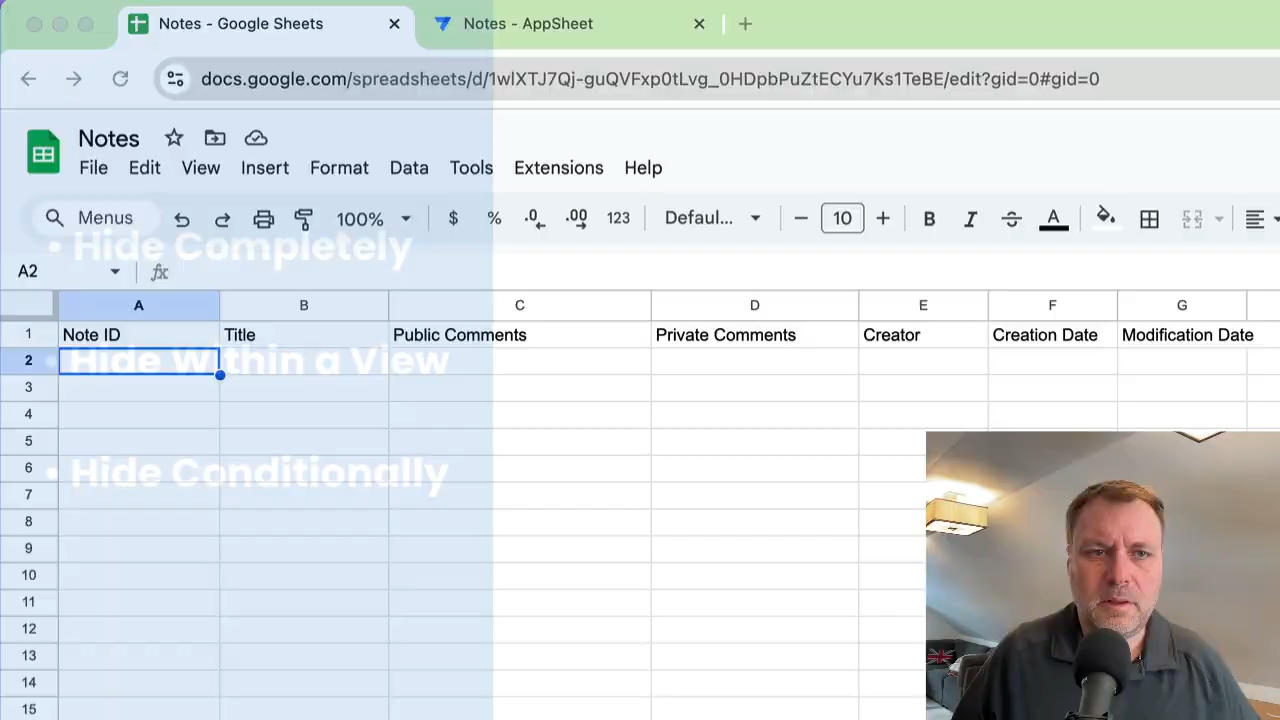 Notes - Google Sheets
Notes - AppSheet
docs.google.com/spreadsheets/d/1wlXTJ7Qj-guQVFxp0tLvg_0HDpbPuZtECYu7Ks1TeBE/edit?gid=0#gid=0
Notes
File Edit View Insert Format Data Tools Extensions Help
Menus 100% $ % .0 .00 123 Defaul... 10 B I S A
• Hide Completely
A2 fx
A B C D E F G
1 Note ID Title Public Comments Private Comments Creator Creation Date Modification Date
2
• Hide Within a View
3
4
5
6
• Hide Conditionally
7
8
9
10
11
12
13
14
15